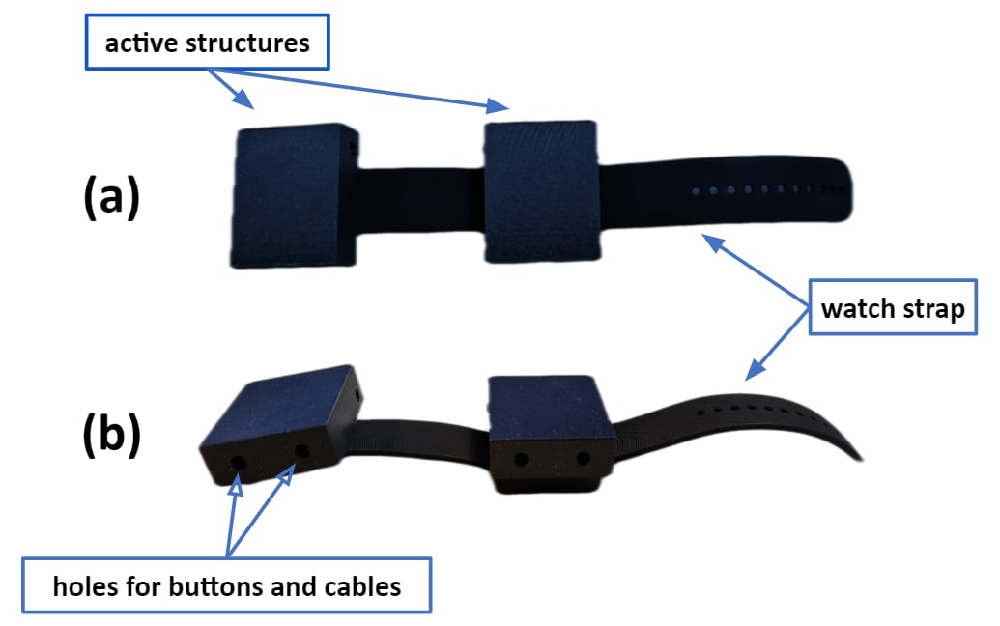 active structures
(a)
watch strap
(b)
holes for buttons and cables